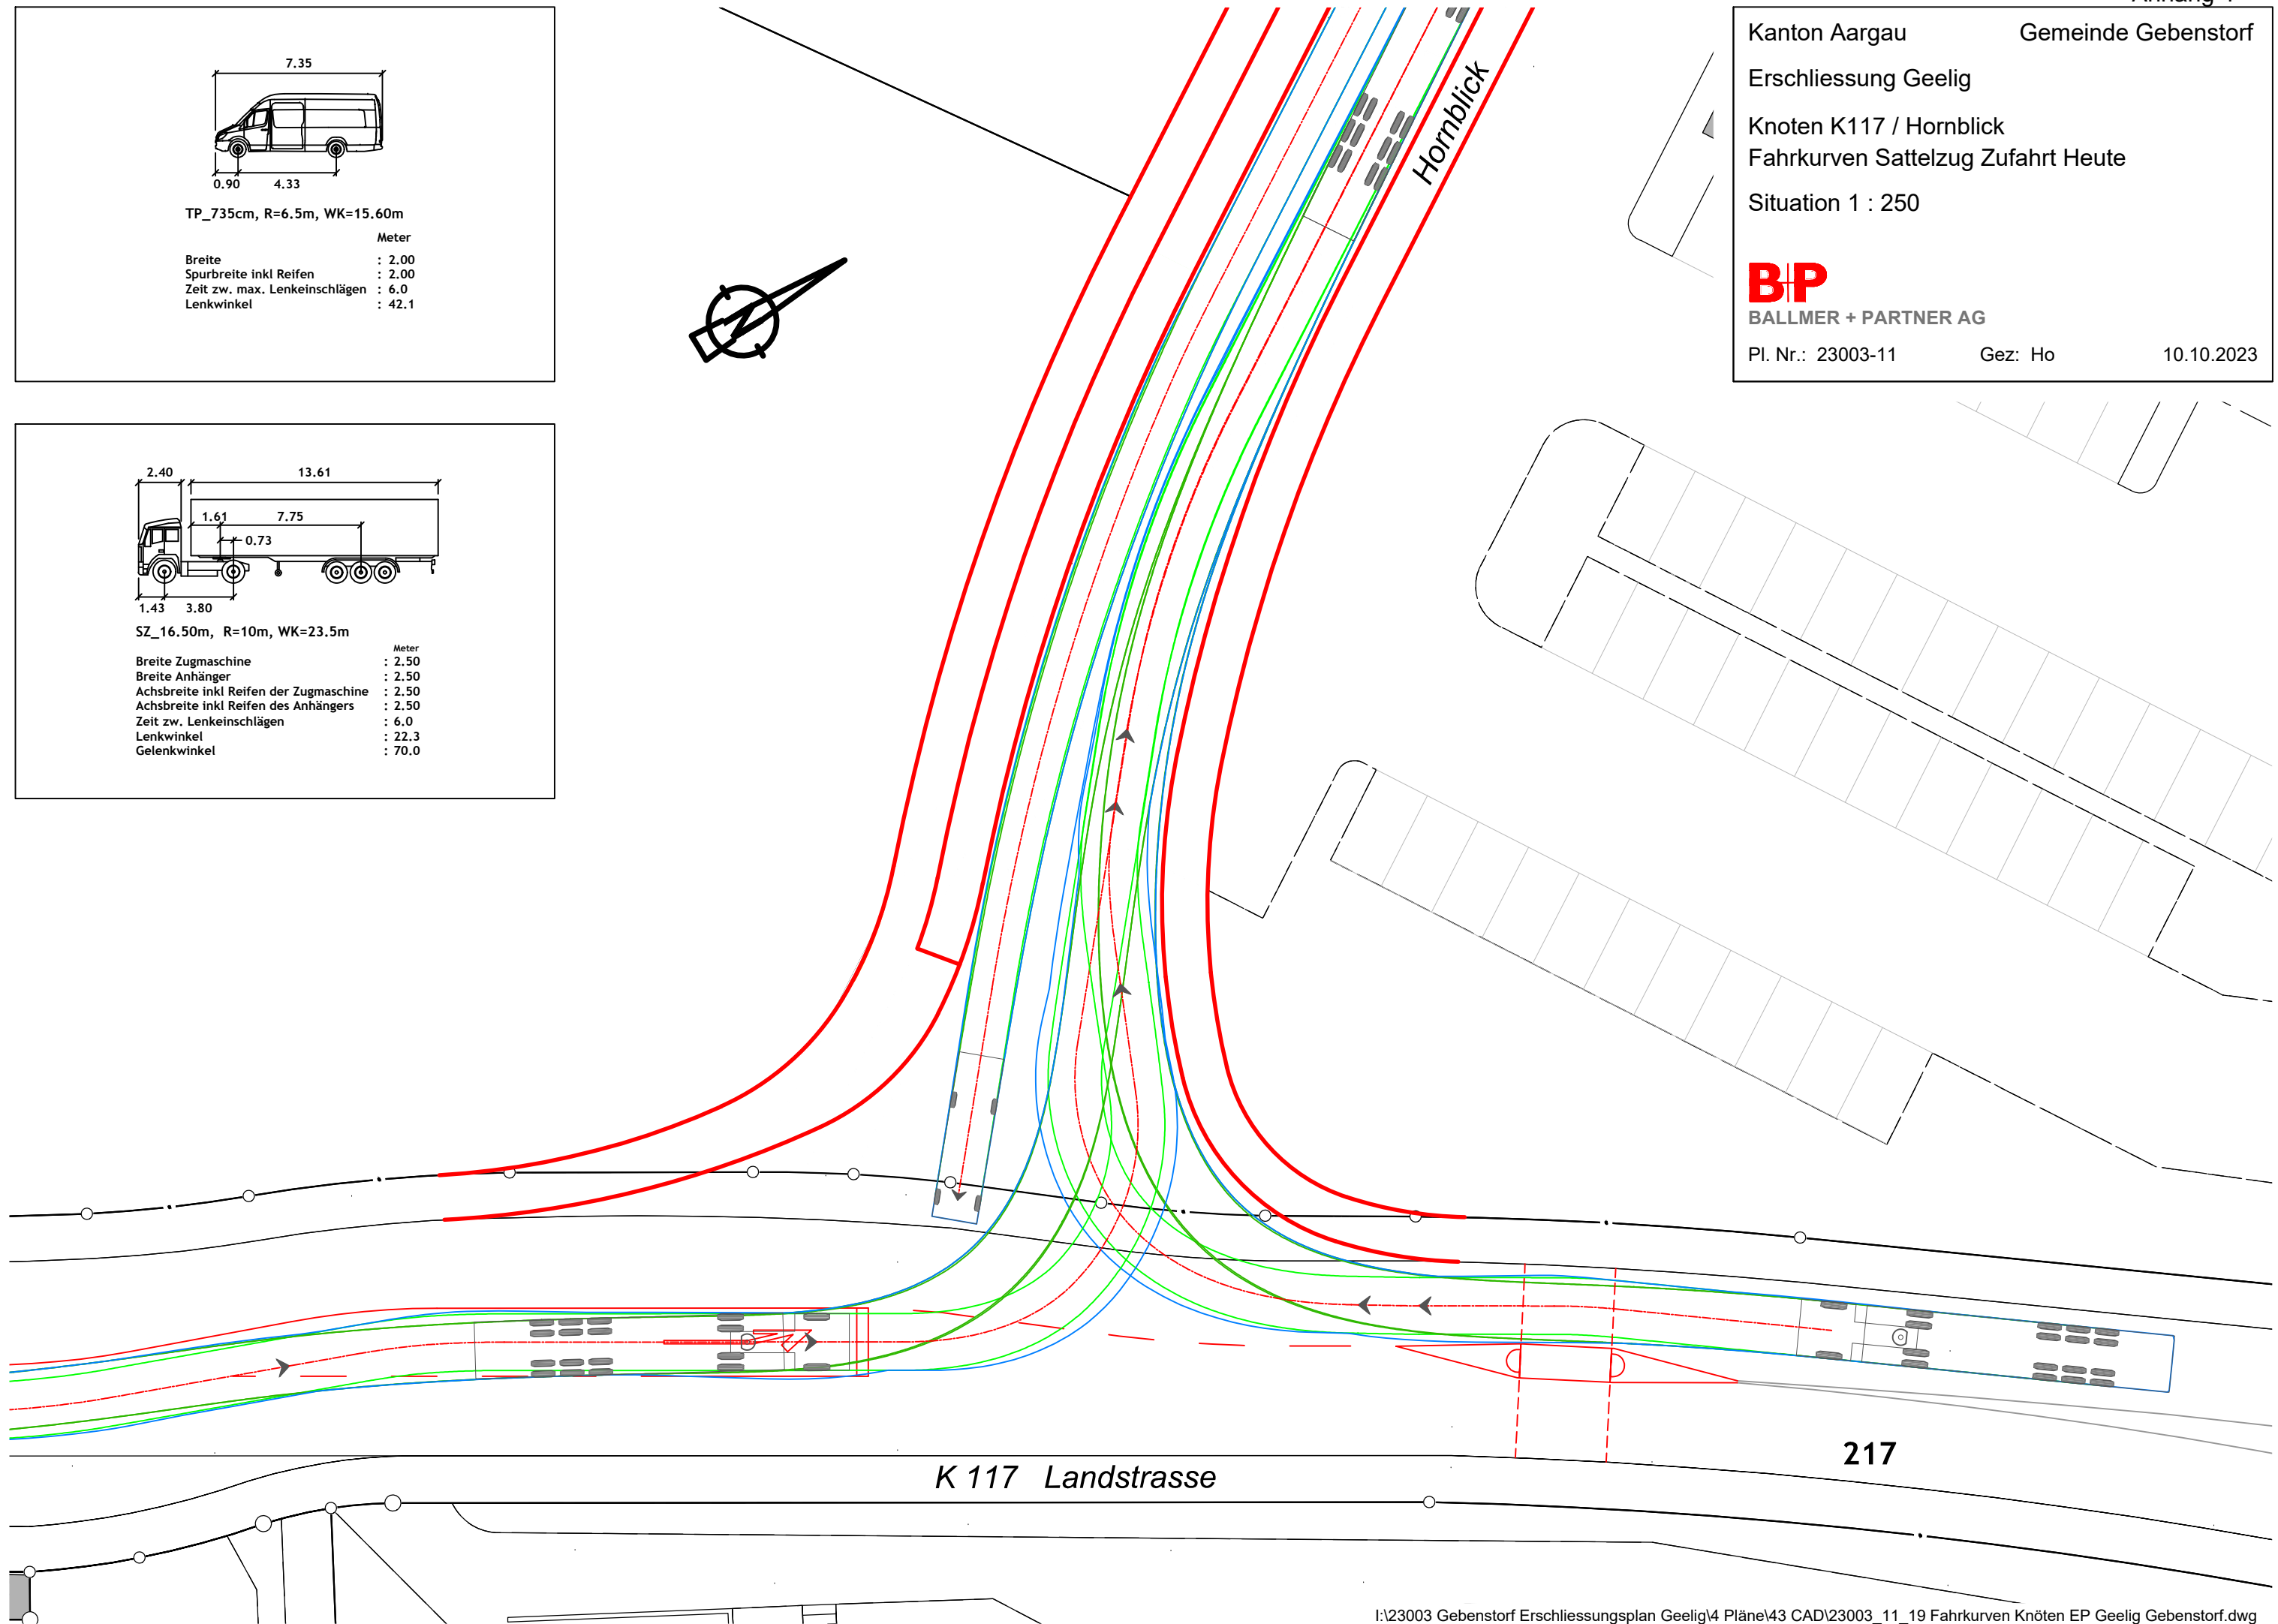 Kanton Aargau Gemeinde Gebenstorf
Erschliessung Geelig
Knoten K117 / Hornblick
Fahrkurven Sattelzug Zufahrt Heute
Situation 1 : 250
B+P
BALLMER + PARTNER AG
Pl. Nr.: 23003-11 Gez: Ho 10.10.2023
7.35
0.90 4.33
TP_735cm, R=6.5m, WK=15.60m
Meter
Breite : 2.00
Spurbreite inkl Reifen : 2.00
Zeit zw. max. Lenkeinschlägen : 6.0
Lenkwinkel : 42.1
2.40 13.61
1.61 7.75
0.73
1.43 3.80
SZ_16.50m, R=10m, WK=23.5m
Meter
Breite Zugmaschine : 2.50
Breite Anhänger : 2.50
Achsbreite inkl Reifen der Zugmaschine : 2.50
Achsbreite inkl Reifen des Anhängers : 2.50
Zeit zw. Lenkeinschlägen : 6.0
Lenkwinkel : 22.3
Gelenkwinkel : 70.0
N
Hornblick
217
K 117 Landstrasse
I:\23003 Gebenstorf Erschliessungsplan Geelig\4 Pläne\43 CAD\23003_11_19 Fahrkurven Knöten EP Geelig Gebenstorf.dwg